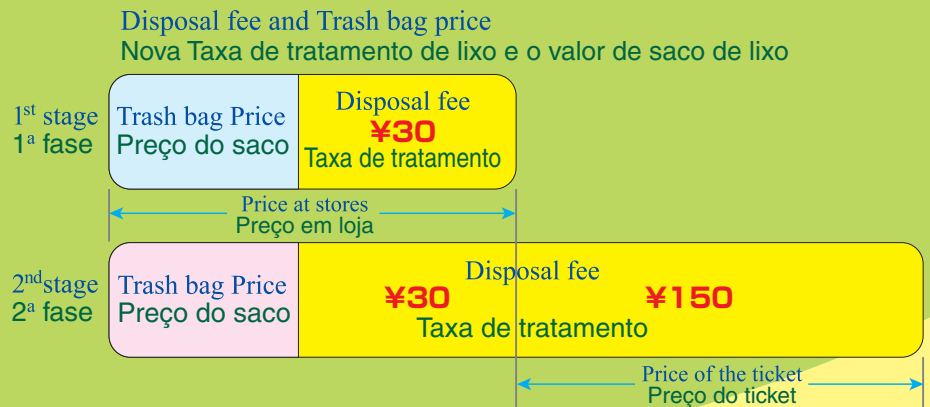 Disposal fee and Trash bag price
Nova Taxa de tratamento de lixo e o valor de saco de lixo
1st stage
1ª fase
Trash bag Price
Preço do saco
Disposal fee
¥30
Taxa de tratamento
Price at stores
Preço em loja
2ndstage
2ª fase
Trash bag Price
Preço do saco
Disposal fee
¥30 ¥150
Taxa de tratamento
Price of the ticket
Preço do ticket